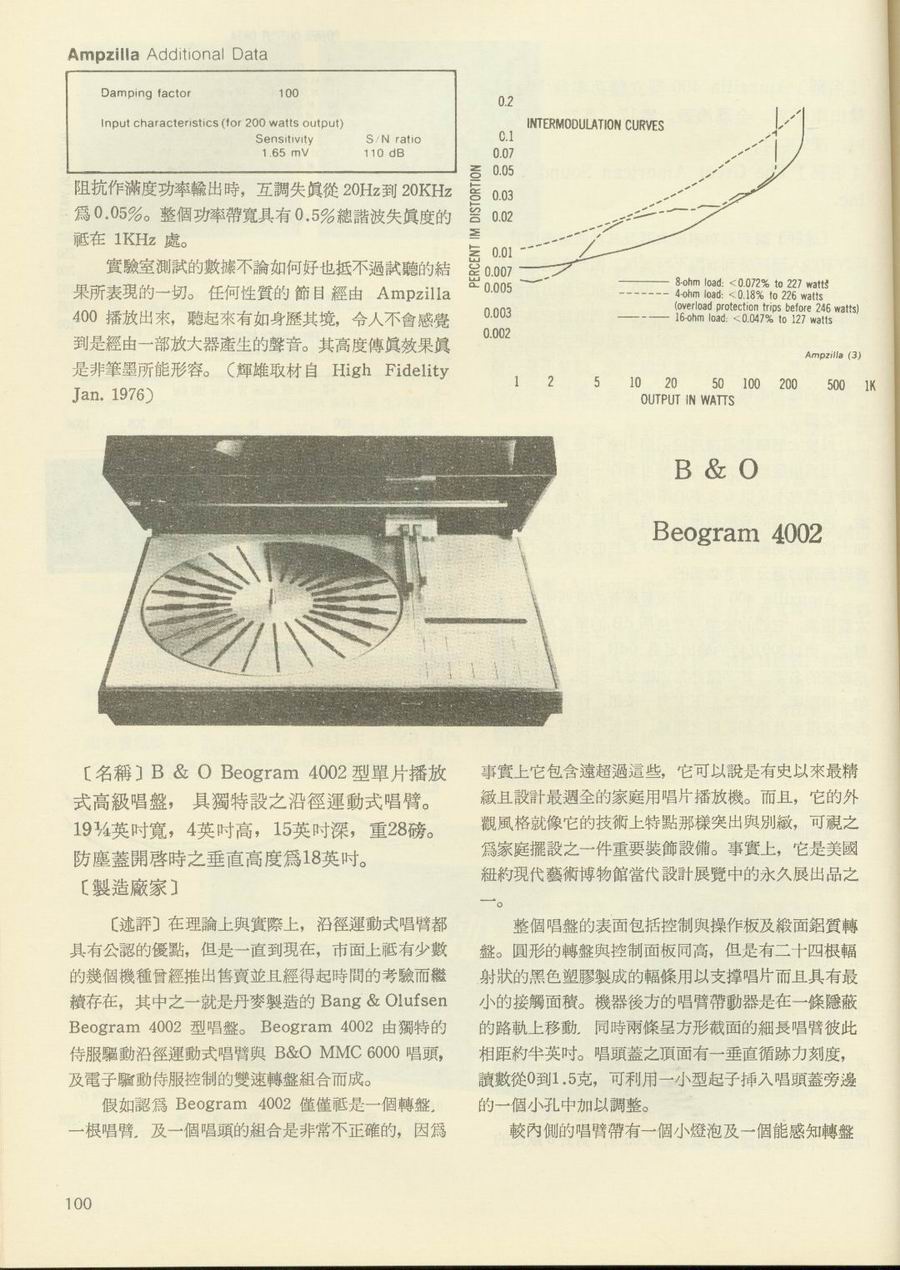 Ampzilla Additional Data
Damping factor 100
Input characteristics (for 200 watts output)
Sensitivity S/N ratio
1.65 mV 110 dB
阻抗作滿度功率輸出時，互調失眞從 20Hz到 20KHz
爲 0.05%。整個功率帶寬具有 0.5%總諧波失眞度的
祗在 1KHz 處。
實驗室測試的數據不論如何好也抵不過試聽的結
果所表現的一切。任何性質的節目經由 Ampzilla
400 播放出來，聽起來有如身歷其境，令人不會感覺
到是經由一部放大器產生的聲音。其高度傳眞效果眞
是非筆墨所能形容。（輝雄取材自 High Fidelity
Jan. 1976）
INTERMODULATION CURVES
PERCENT IM DISTORTION
0.2
0.1
0.07
0.05
0.03
0.02
0.01
0.007
0.005
0.003
0.002
8-ohm load: <0.072% to 227 watts
4-ohm load: <0.18% to 226 watts
(overload protection trips before 246 watts)
16-ohm load: <0.047% to 127 watts
Ampzilla (3)
1 2 5 10 20 50 100 200 500 1K
OUTPUT IN WATTS
B & O
Beogram 4002
〔名稱〕B & O Beogram 4002 型單片播放
式高級唱盤，具獨特設之沿徑運動式唱臂。
19¼英吋寬，4英吋高，15英吋深，重28磅。
防塵蓋開啓時之垂直高度爲18英吋。
〔製造廠家〕
〔述評〕在理論上與實際上，沿徑運動式唱臂都
具有公認的優點，但是一直到現在，市面上祗有少數
的幾個機種曾經推出售賣並且經得起時間的考驗而繼
續存在，其中之一就是丹麥製造的 Bang & Olufsen
Beogram 4002 型唱盤。Beogram 4002 由獨特的
侍服驅動沿徑運動式唱臂與 B&O MMC 6000 唱頭，
及電子驅動侍服控制的雙速轉盤組合而成。
假如認爲 Beogram 4002 僅僅祗是一個轉盤，
一根唱臂，及一個唱頭的組合是非常不正確的，因爲
事實上它包含遠超過這些，它可以說是有史以來最精
緻且設計最週全的家庭用唱片播放機。而且，它的外
觀風格就像它的技術上特點那樣突出與別緻，可視之
爲家庭擺設之一件重要裝飾設備。事實上，它是美國
紐約現代藝術博物館當代設計展覽中的永久展出品之
一。
整個唱盤的表面包括控制與操作板及緞面鋁質轉
盤。圓形的轉盤與控制面板同高，但是有二十四根輻
射狀的黑色塑膠製成的輻條用以支撐唱片而且具有最
小的接觸面積。機器後方的唱臂帶動器是在一條隱蔽
的路軌上移動，同時兩條呈方形截面的細長唱臂彼此
相距約半英吋。唱頭蓋之頂面有一垂直循跡力刻度，
讀數從0到1.5克，可利用一小型起子挿入唱頭蓋旁邊
的一個小孔中加以調整。
較內側的唱臂帶有一個小燈泡及一個能感知轉盤
100